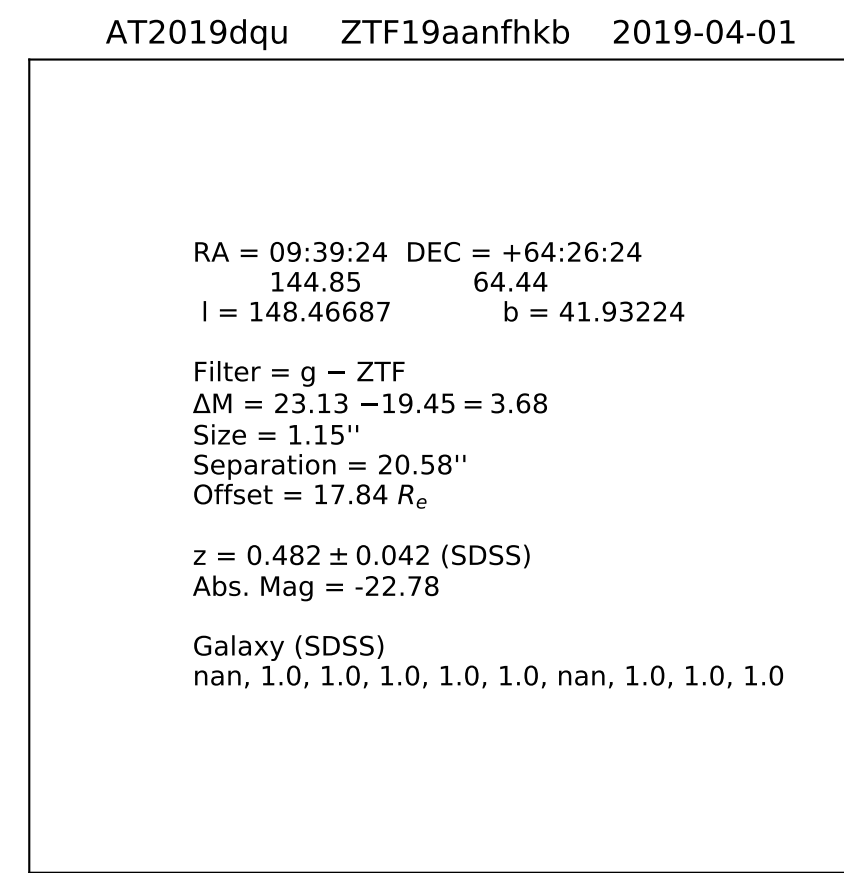 AT2019dqu ZTF19aanfhkb 2019-04-01
RA = 09:39:24 DEC = +64:26:24
144.85 64.44
l = 148.46687 b = 41.93224
Filter = g − ZTF
ΔM = 23.13 −19.45 = 3.68
Size = 1.15''
Separation = 20.58''
Offset = 17.84 Rₑ
z = 0.482 ± 0.042 (SDSS)
Abs. Mag = -22.78
Galaxy (SDSS)
nan, 1.0, 1.0, 1.0, 1.0, 1.0, nan, 1.0, 1.0, 1.0